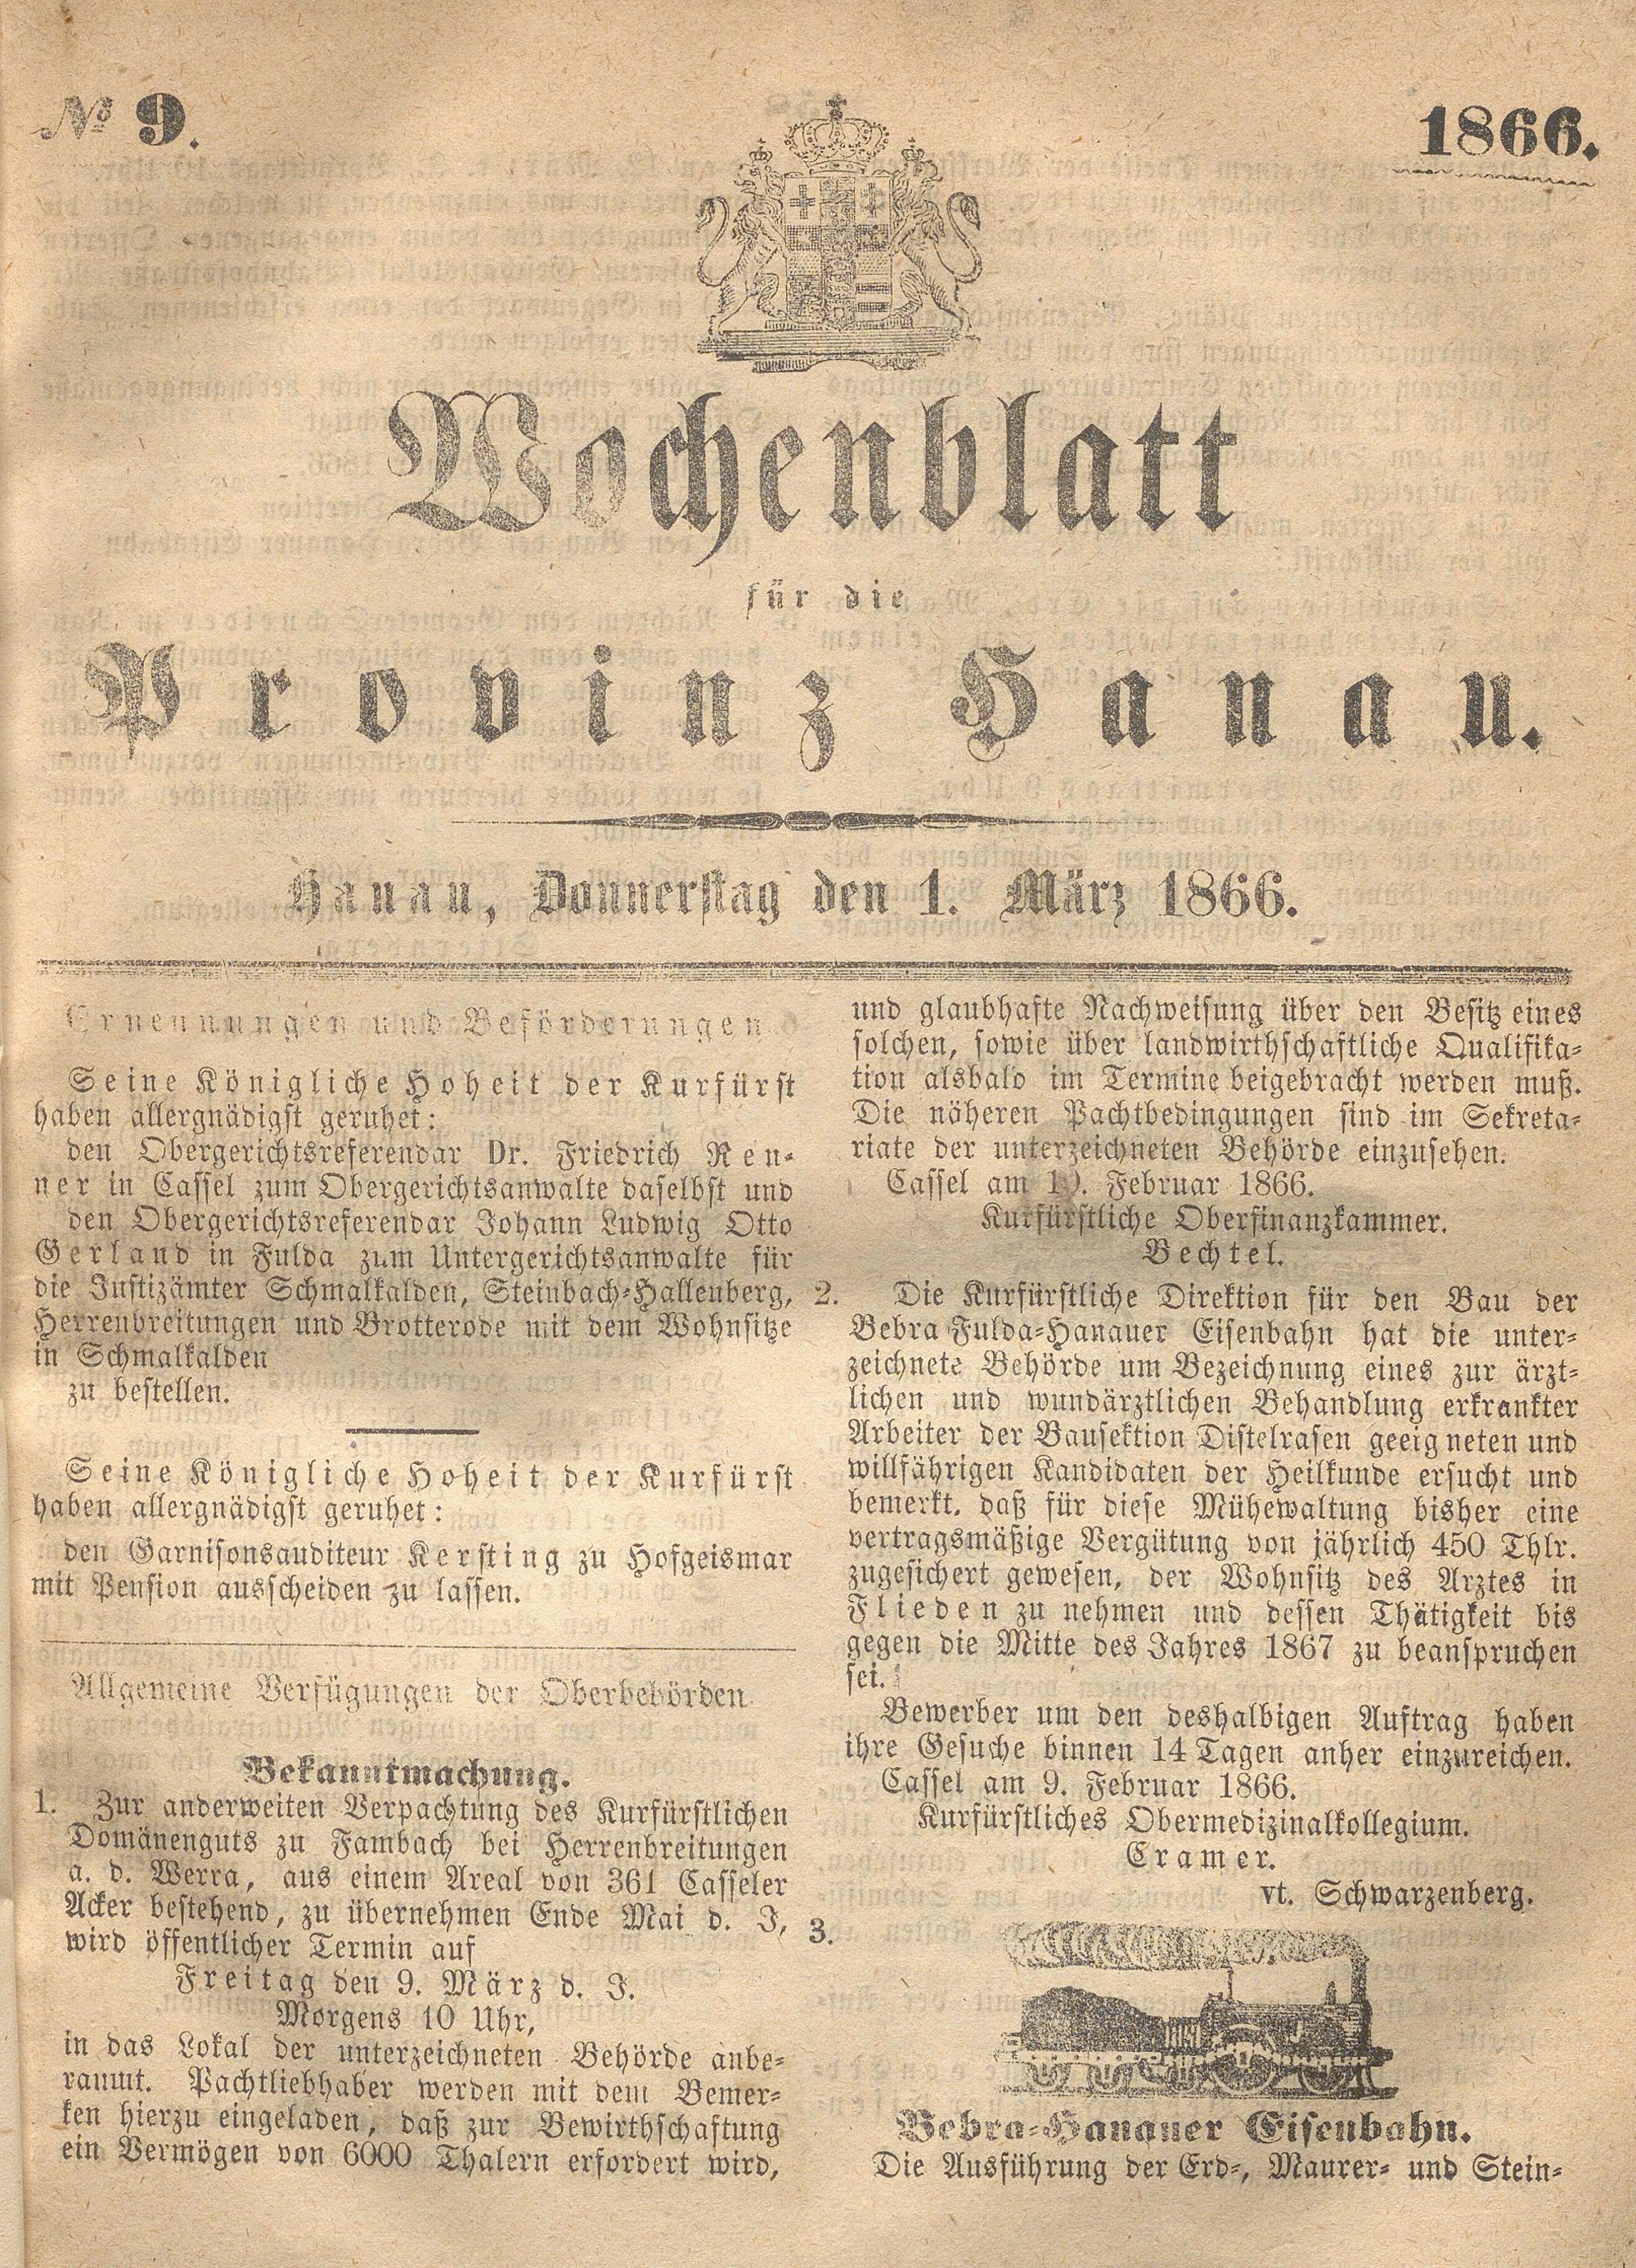 № 9.
1866.
Wochenblatt
für die
Provinz Hanau.
Hanau, Donnerstag den 1. März 1866.
Ernennungen und Beförderungen
Seine Königliche Hoheit der Kurfürst
haben allergnädigst geruhet:
den Obergerichtsreferendar Dr. Friedrich Ren-
ner in Cassel zum Obergerichtsanwalte daselbst und
den Obergerichtsreferendar Johann Ludwig Otto
Gerland in Fulda zum Untergerichtsanwalte für
die Justizämter Schmalkalden, Steinbach-Hallenberg,
Herrenbreitungen und Brotterode mit dem Wohnsitze
in Schmalkalden
zu bestellen.
Seine Königliche Hoheit der Kurfürst
haben allergnädigst geruhet:
den Garnisonsauditeur Kersting zu Hofgeismar
mit Pension ausscheiden zu lassen.
Allgemeine Verfügungen der Oberbehörden
Bekanntmachung.
1. Zur anderweiten Verpachtung des Kurfürstlichen
Domänenguts zu Fambach bei Herrenbreitungen
a. d. Werra, aus einem Areal von 361 Casseler
Acker bestehend, zu übernehmen Ende Mai d. J,
wird öffentlicher Termin auf
Freitag den 9. März d. J.
Morgens 10 Uhr,
in das Lokal der unterzeichneten Behörde anbe-
raumt. Pachtliebhaber werden mit dem Bemer-
ken hierzu eingeladen, daß zur Bewirthschaftung
ein Vermögen von 6000 Thalern erfordert wird,
und glaubhafte Nachweisung über den Besitz eines
solchen, sowie über landwirthschaftliche Qualifika-
tion alsbald im Termine beigebracht werden muß.
Die näheren Pachtbedingungen sind im Sekreta-
riate der unterzeichneten Behörde einzusehen.
Cassel am Februar 1866.
Kurfürstliche Oberfinanzkammer.
Bechtel.
2. Die Kurfürstliche Direktion für den Bau der
Bebra Fulda-Hanauer Eisenbahn hat die unter-
zeichnete Behörde um Bezeichnung eines zur ärzt-
lichen und wundärztlichen Behandlung erkrankter
Arbeiter der Bausektion Distelrasen geeigneten und
willfährigen Kandidaten der Heilkunde ersucht und
bemerkt. daß für diese Mühewaltung bisher eine
vertragsmäßige Vergütung von jährlich 450 Thlr.
zugesichert gewesen, der Wohnsitz des Arztes in
Flieden zu nehmen und dessen Thätigkeit bis
gegen die Mitte des Jahres 1867 zu beanspruchen
sei.
Bewerber um den deshalbigen Auftrag haben
ihre Gesuche binnen 14 Tagen anher einzureichen.
Cassel am 9. Februar 1866.
Kurfürstliches Obermedizinalkollegium.
Cramer.
vt. Schwarzenberg.
3.
Bebra-Hanauer Eisenbahn.
Die Ausführung der Erd-, Maurer- und Stein-